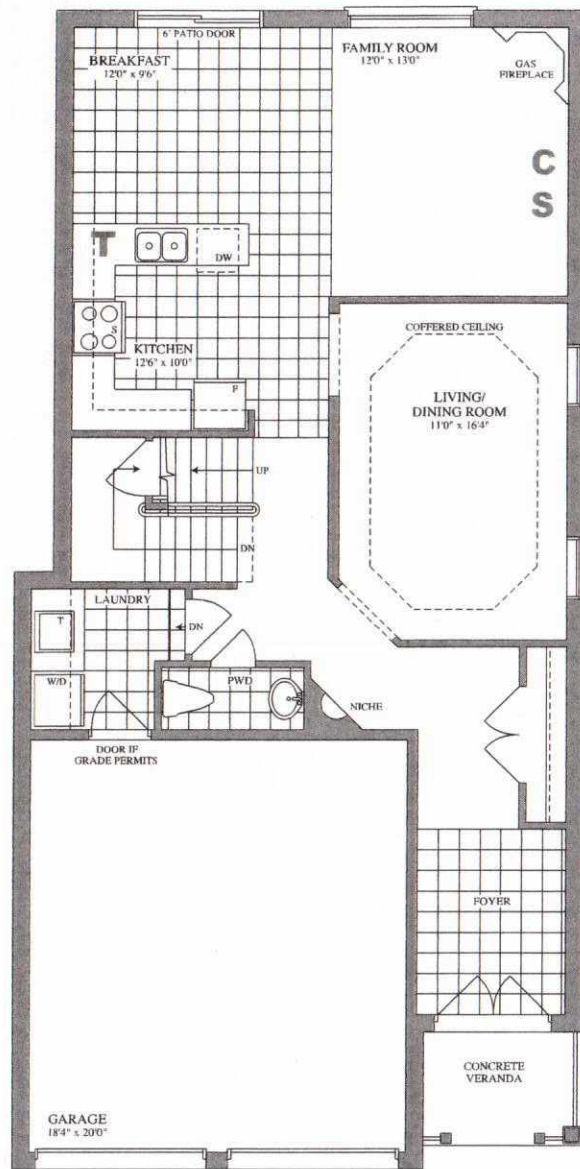 6' PATIO DOOR
BREAKFAST
12'0" x 9'6"
FAMILY ROOM
12'0" x 13'0"
GAS
FIREPLACE
C
S
T
DW
S
KITCHEN
12'6" x 10'0"
F
COFFERED CEILING
LIVING/
DINING ROOM
11'0" x 16'4"
UP
DN
LAUNDRY
T
DN
W/D
PWD
NICHE
DOOR IF
GRADE PERMITS
FOYER
CONCRETE
VERANDA
GARAGE
18'4" x 20'0"